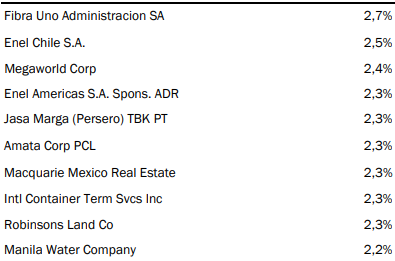 Fibra Uno Administracion SA 2,7%
Enel Chile S.A. 2,5%
Megaworld Corp 2,4%
Enel Americas S.A. Spons. ADR 2,3%
Jasa Marga (Persero) TBK PT 2,3%
Amata Corp PCL 2,3%
Macquarie Mexico Real Estate 2,3%
Intl Container Term Svcs Inc 2,3%
Robinsons Land Co 2,3%
Manila Water Company 2,2%